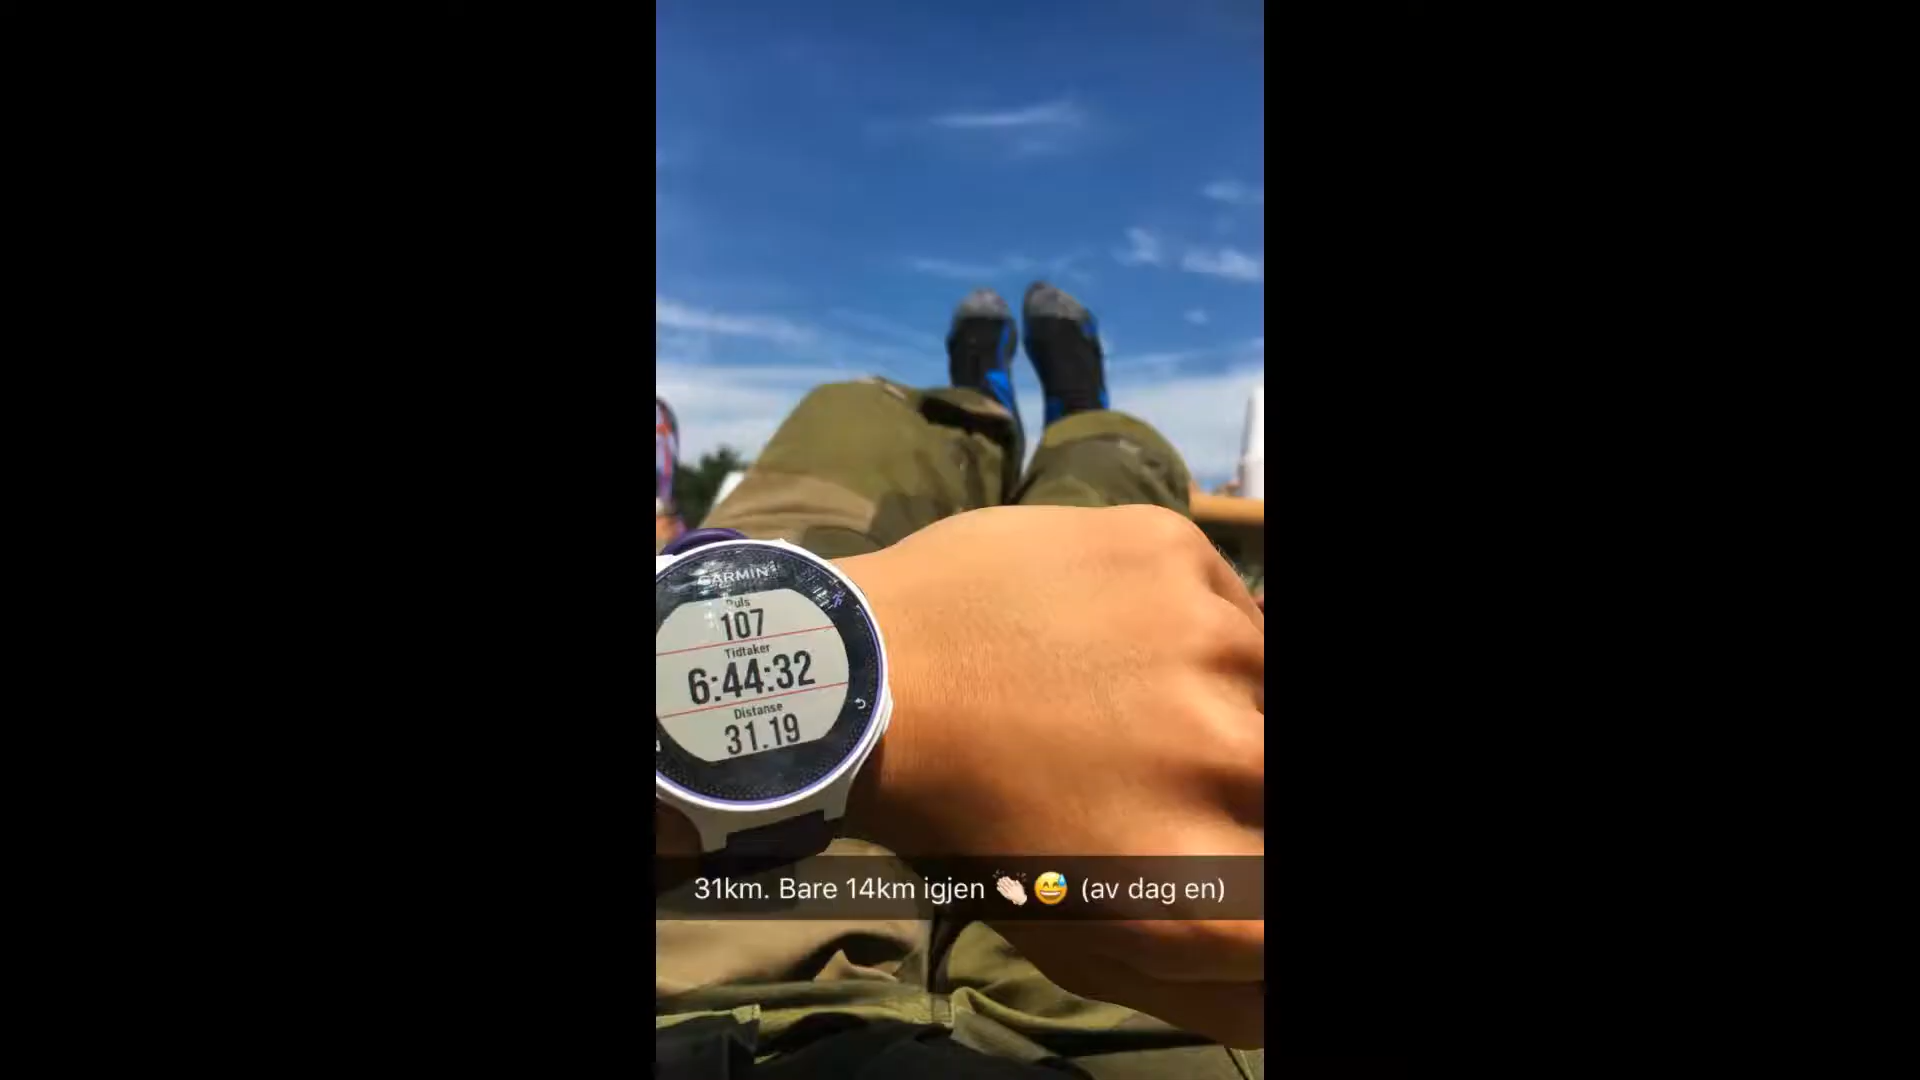 GARMIN
Puls
107
Tidtaker
6:44:32
Distanse
31.19
31km. Bare 14km igjen 👏🏻😅 (av dag en)